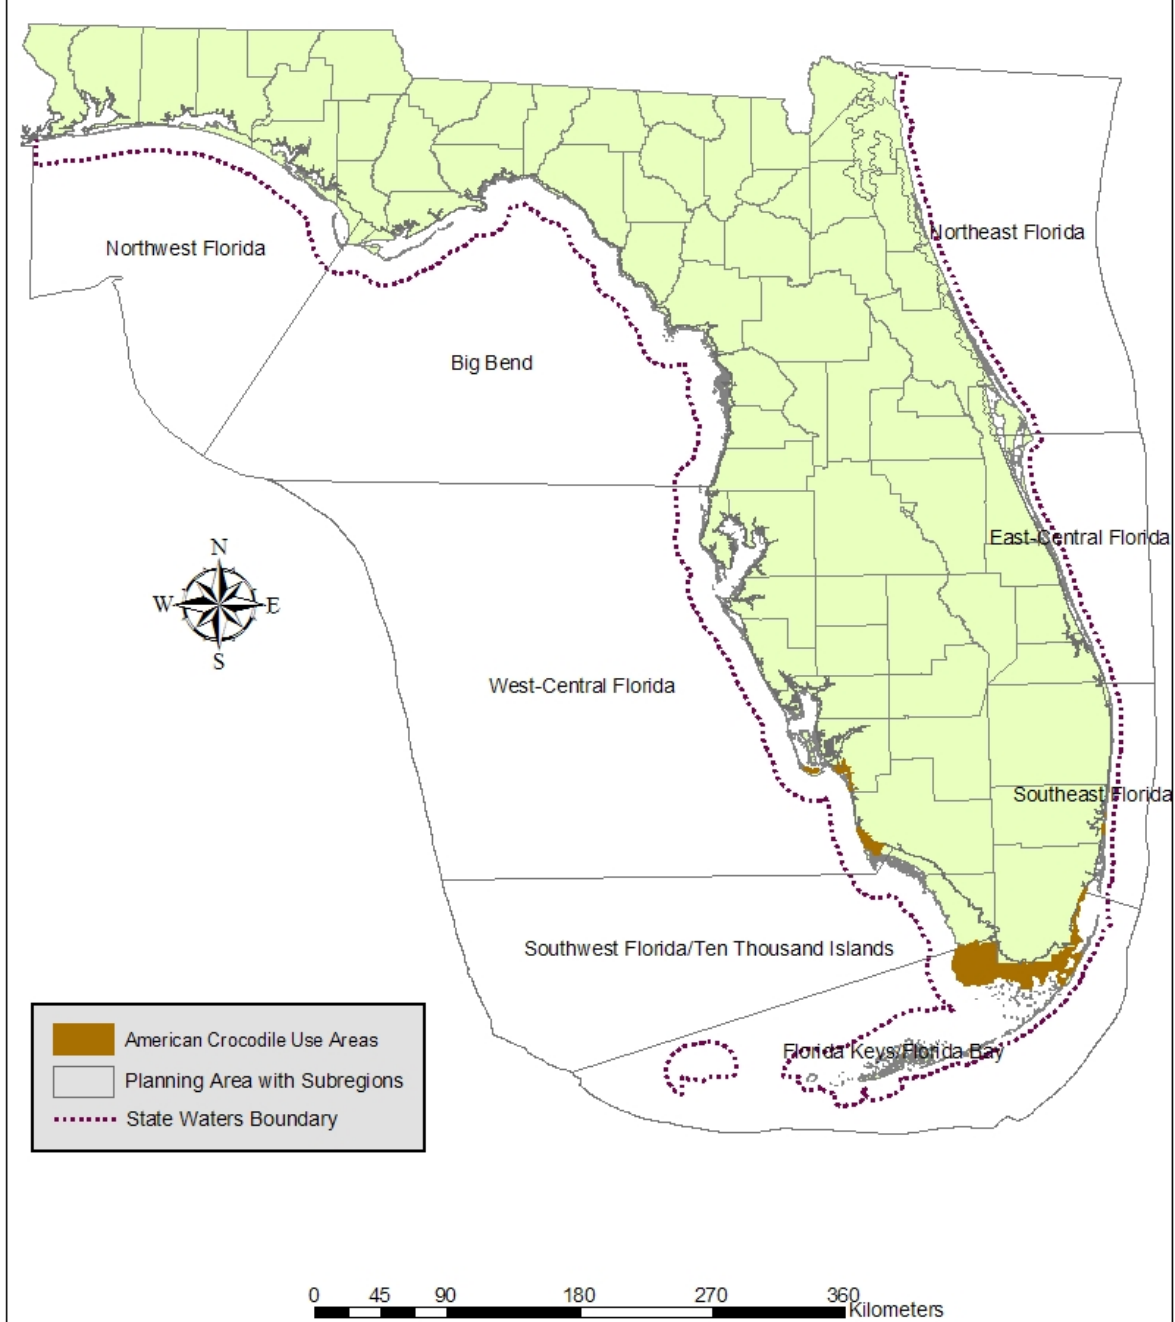 Northwest Florida
Northeast Florida
Big Bend
East-Central Florida
N
W
E
S
West-Central Florida
Southeast Florida
Southwest Florida/Ten Thousand Islands
Florida Keys/Florida Bay
American Crocodile Use Areas
Planning Area with Subregions
State Waters Boundary
0 45 90 180 270 360
Kilometers